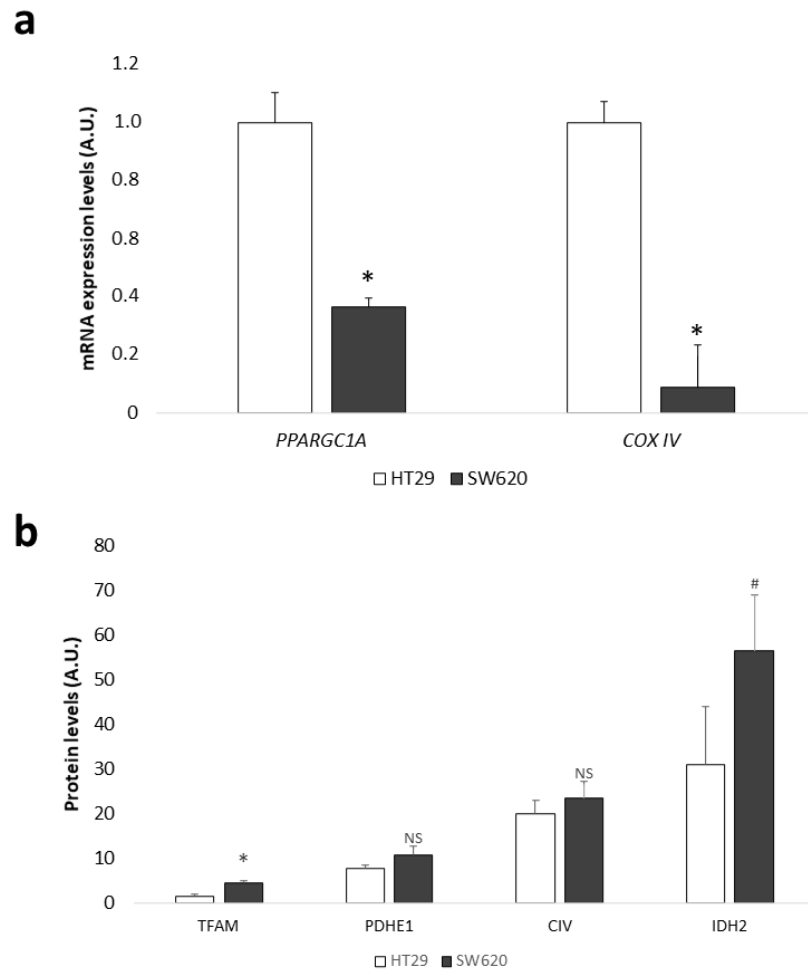 a
mRNA expression levels (A.U.)
1.2
1.0
0.8
0.8
0.4
0.2
0
*
*
PPARGC1A COX IV
HT29 SW620
b
Protein levels (A.U.)
80
70
60
50
40
30
20
10
0
*
NS
NS
#
TFAM PDHE1 CIV IDH2
HT29 SW620